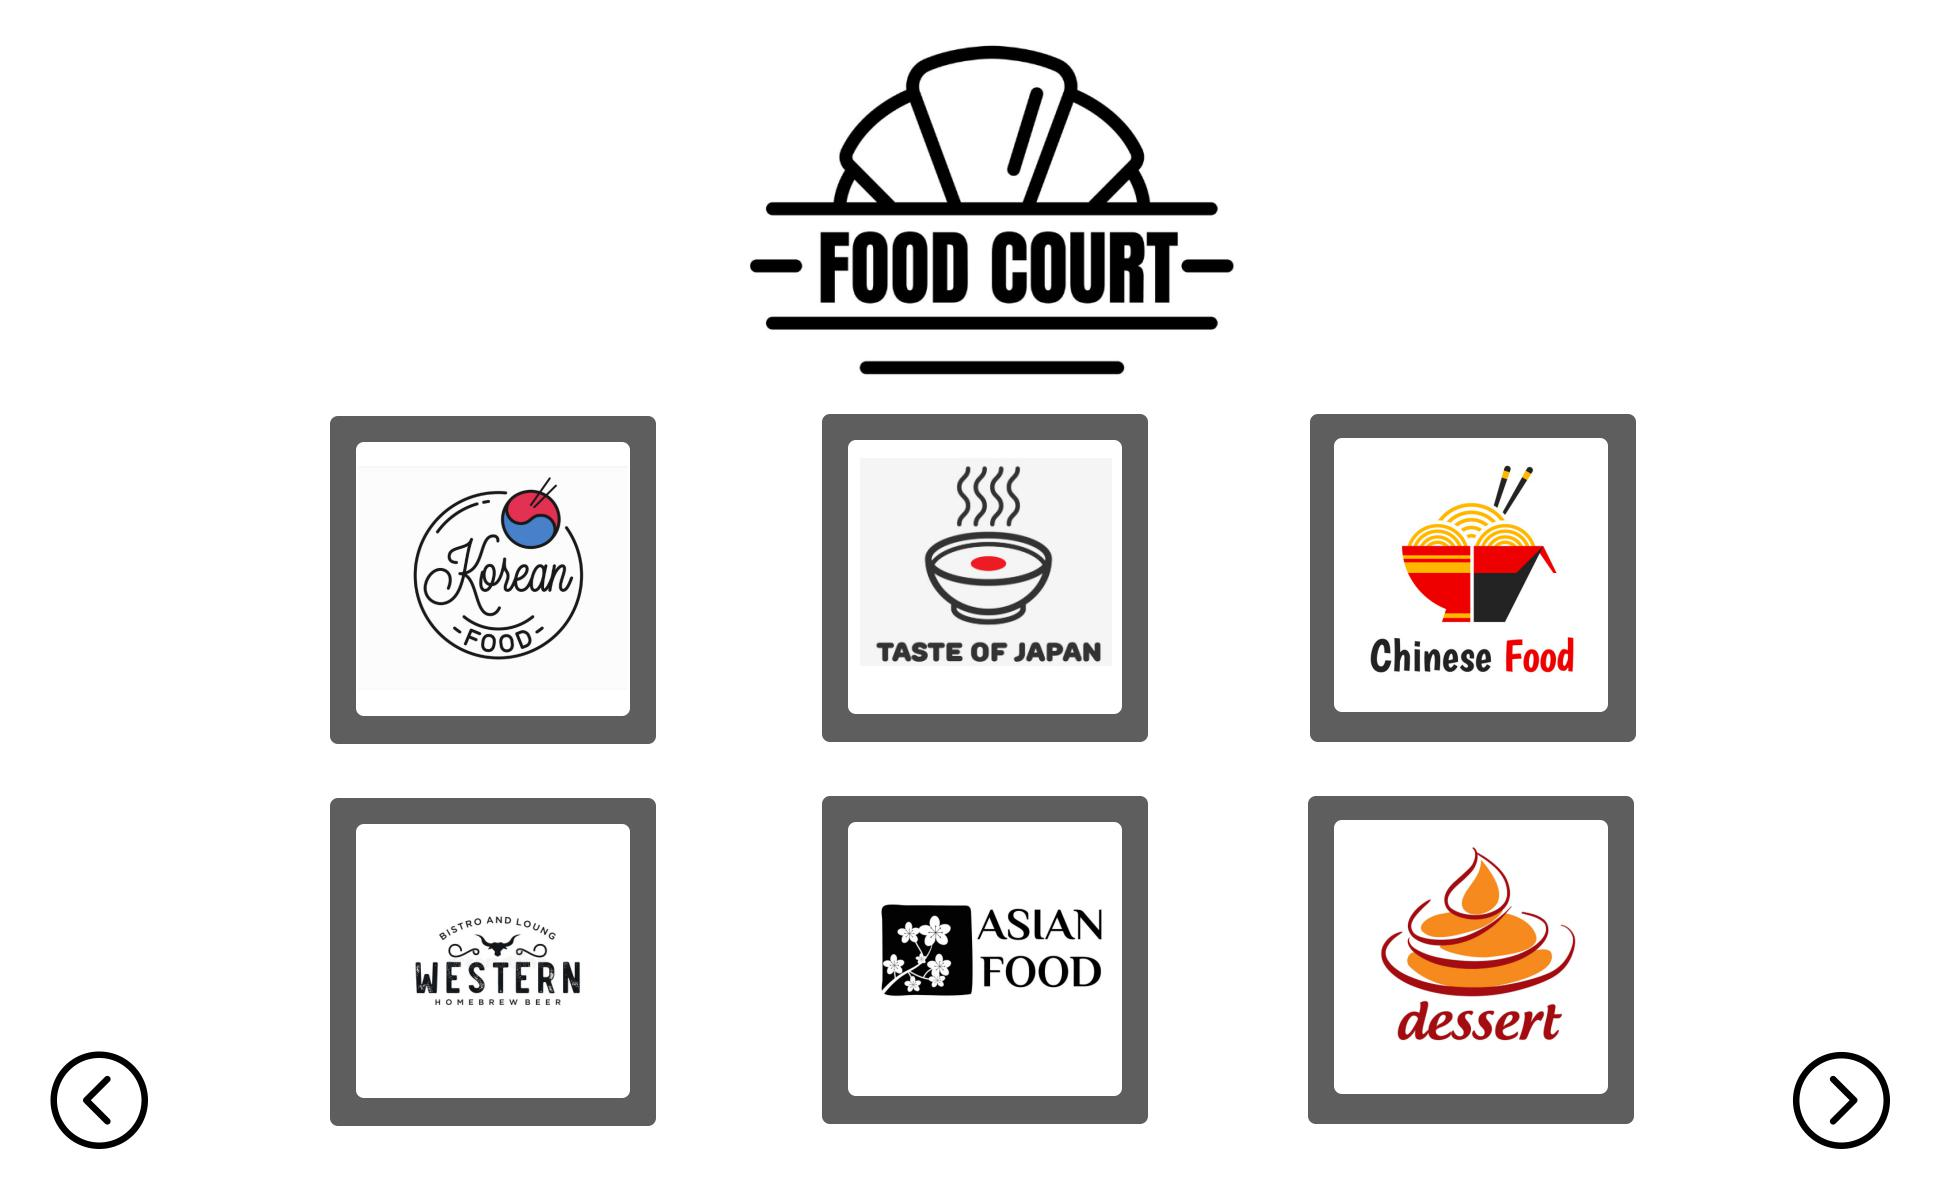 FOOD COURT
Korean
-FOOD-
TASTE OF JAPAN
Chinese Food
BISTRO AND LOUNG
WESTERN
HOMEBREW BEER
ASIAN
FOOD
dessert